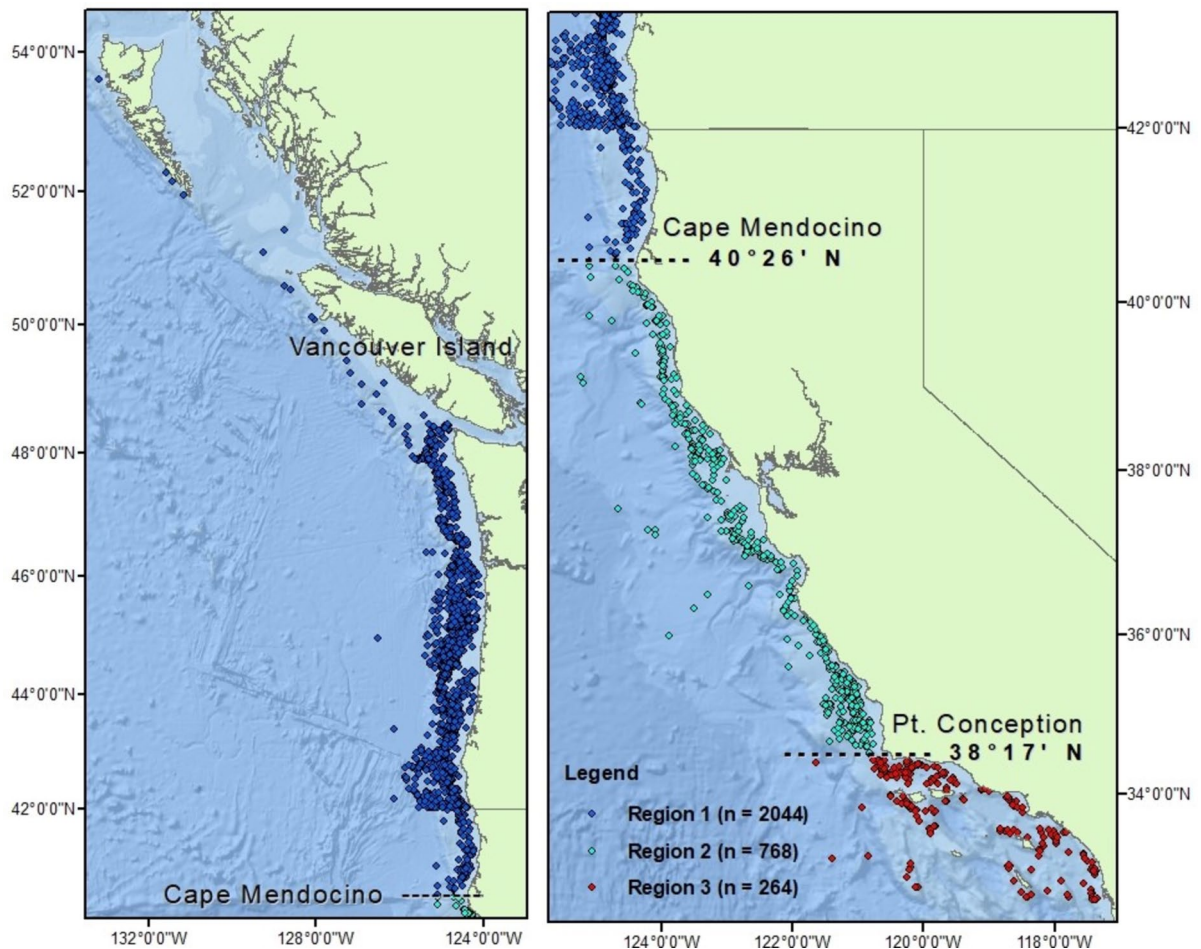 54°0'0"N
52°0'0"N
50°0'0"N
Vancouver Island
48°0'0"N
46°0'0"N
44°0'0"N
42°0'0"N
Cape Mendocino
132°0'0"W
128°0'0"W
124°0'0"W
42°0'0"N
Cape Mendocino
40°26' N
40°0'0"N
38°0'0"N
36°0'0"N
Pt. Conception
38°17' N
Legend
34°0'0"N
Region 1 (n = 2044)
Region 2 (n = 768)
Region 3 (n = 264)
124°0'0"W
122°0'0"W
120°0'0"W
118°0'0"W